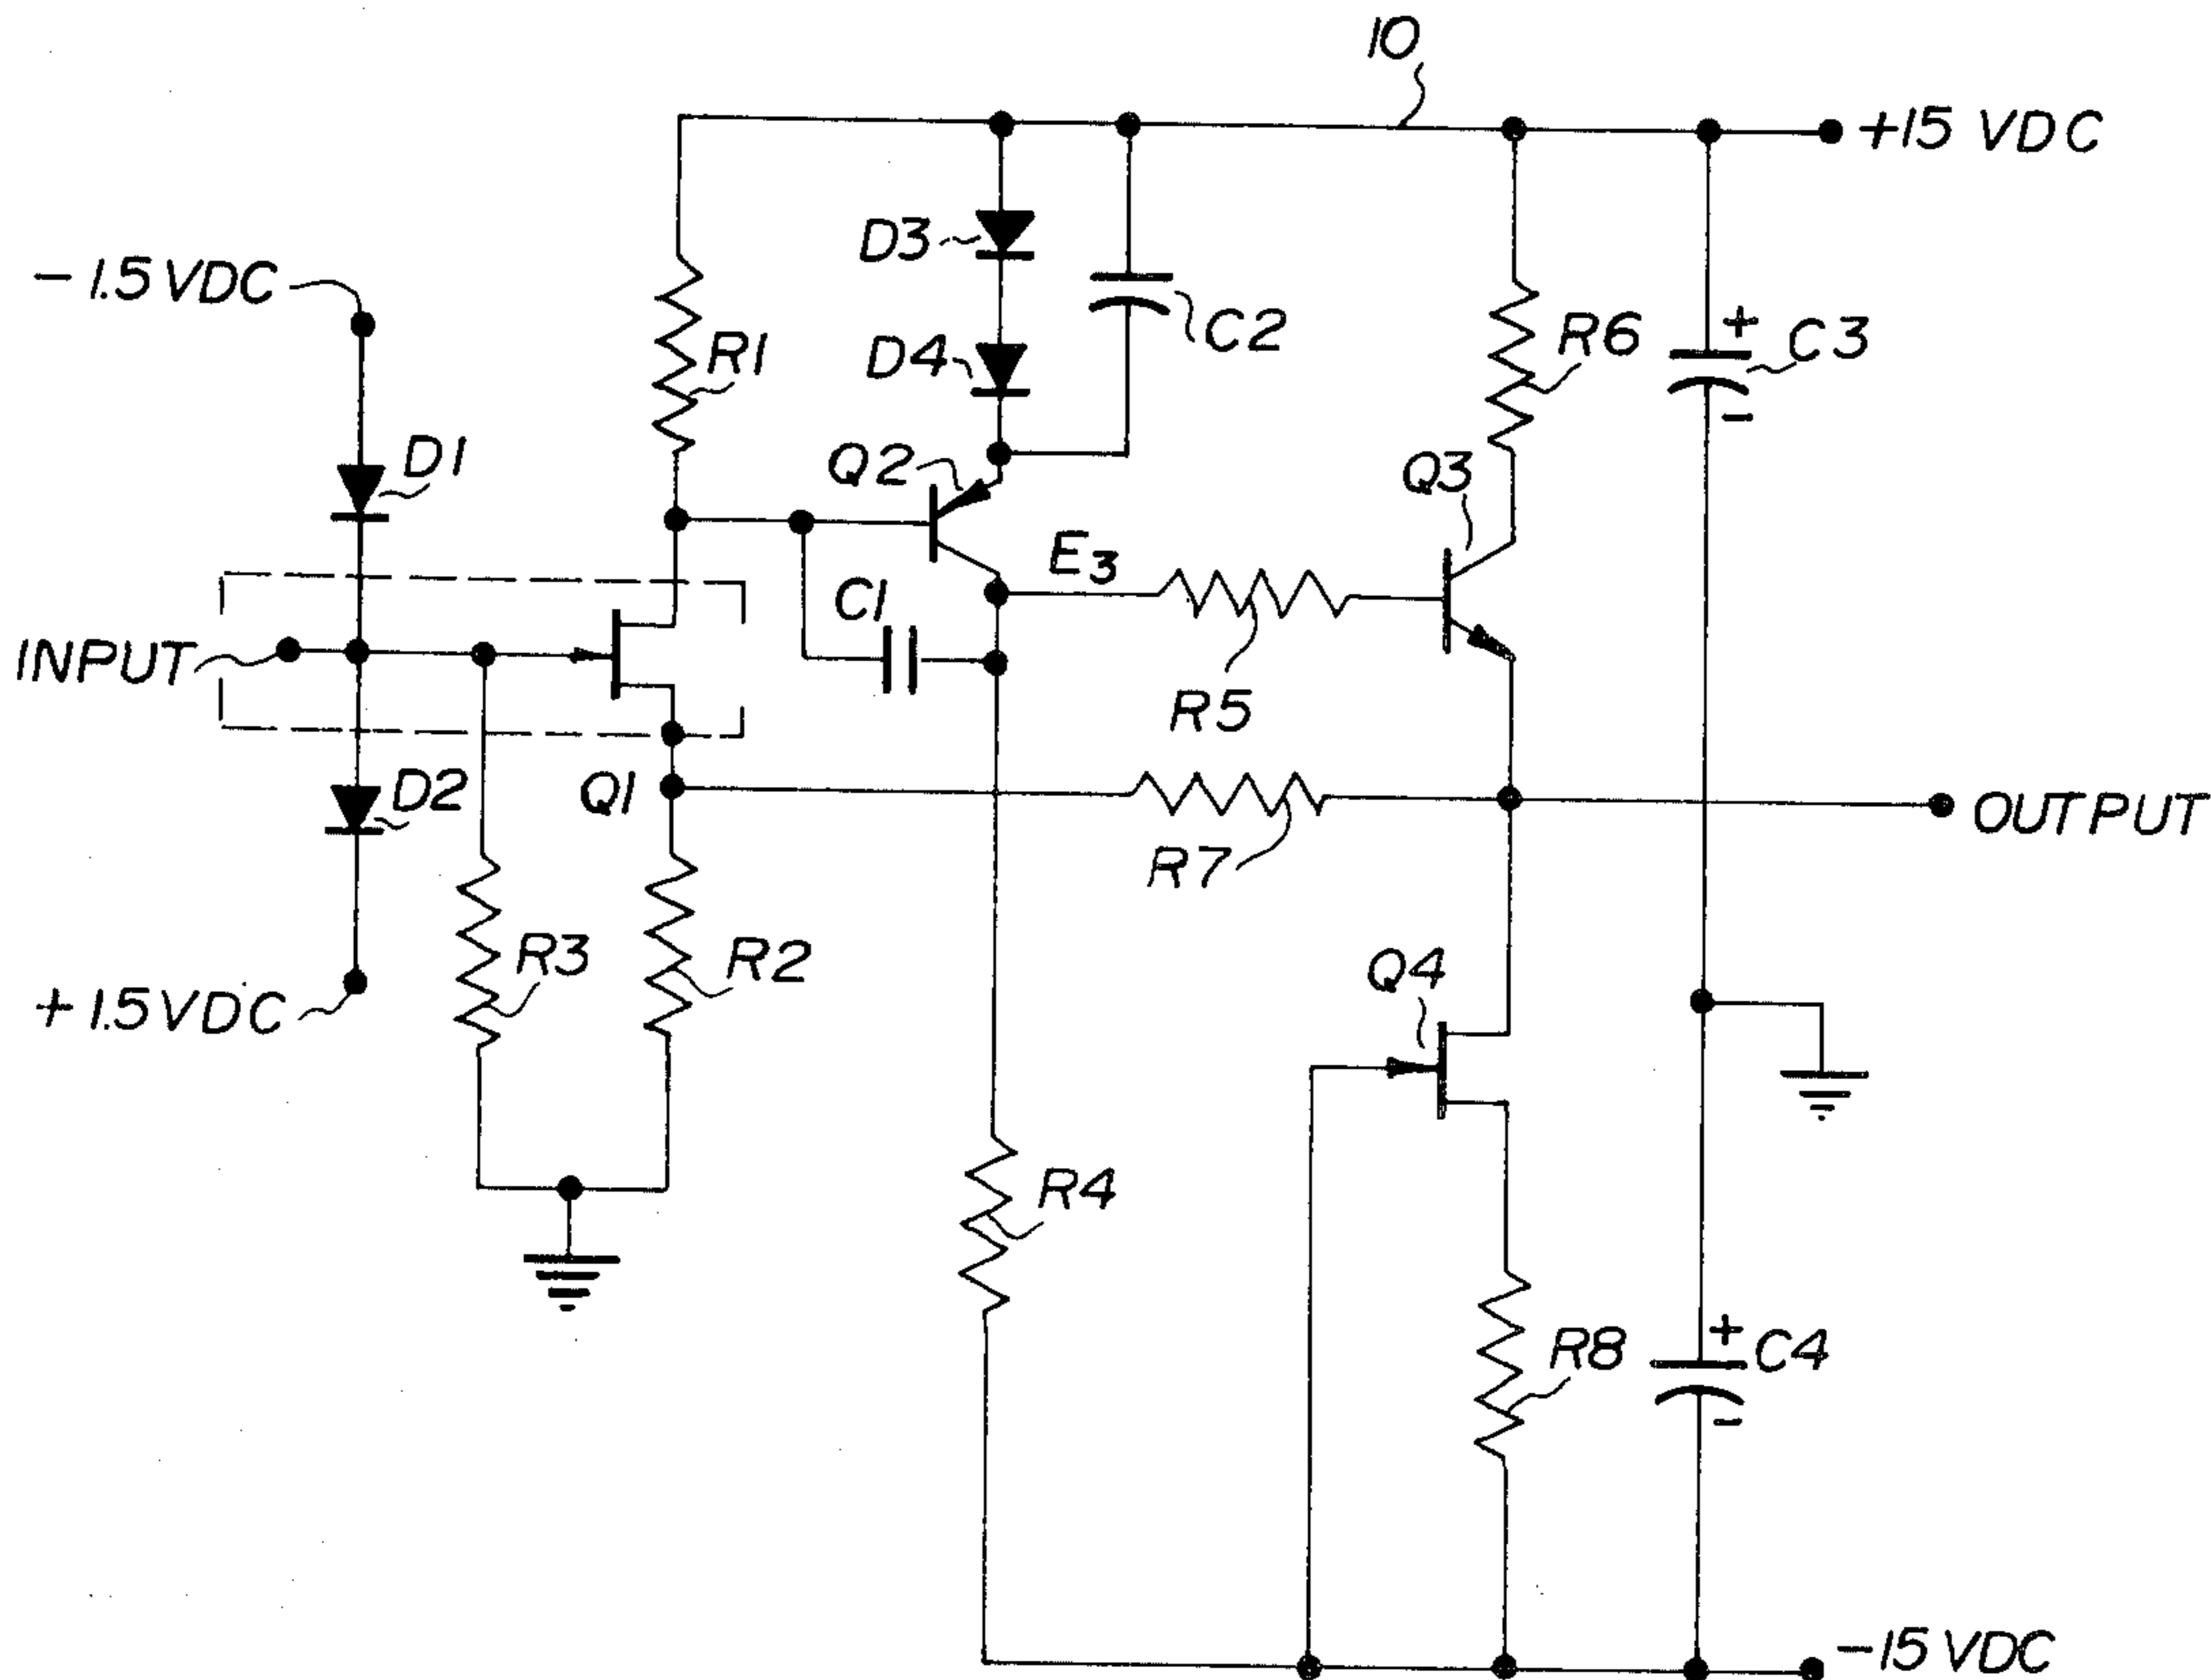 10
+15 VDC
D3
-1.5 VDC
C2
R6
C3
+
R1
D4
-
D1
Q2
Q3
E3
C1
INPUT
R5
D2
Q1
OUTPUT
R7
R3
R2
Q4
+1.5 VDC
R4
+
R8
C4
-
-15 VDC